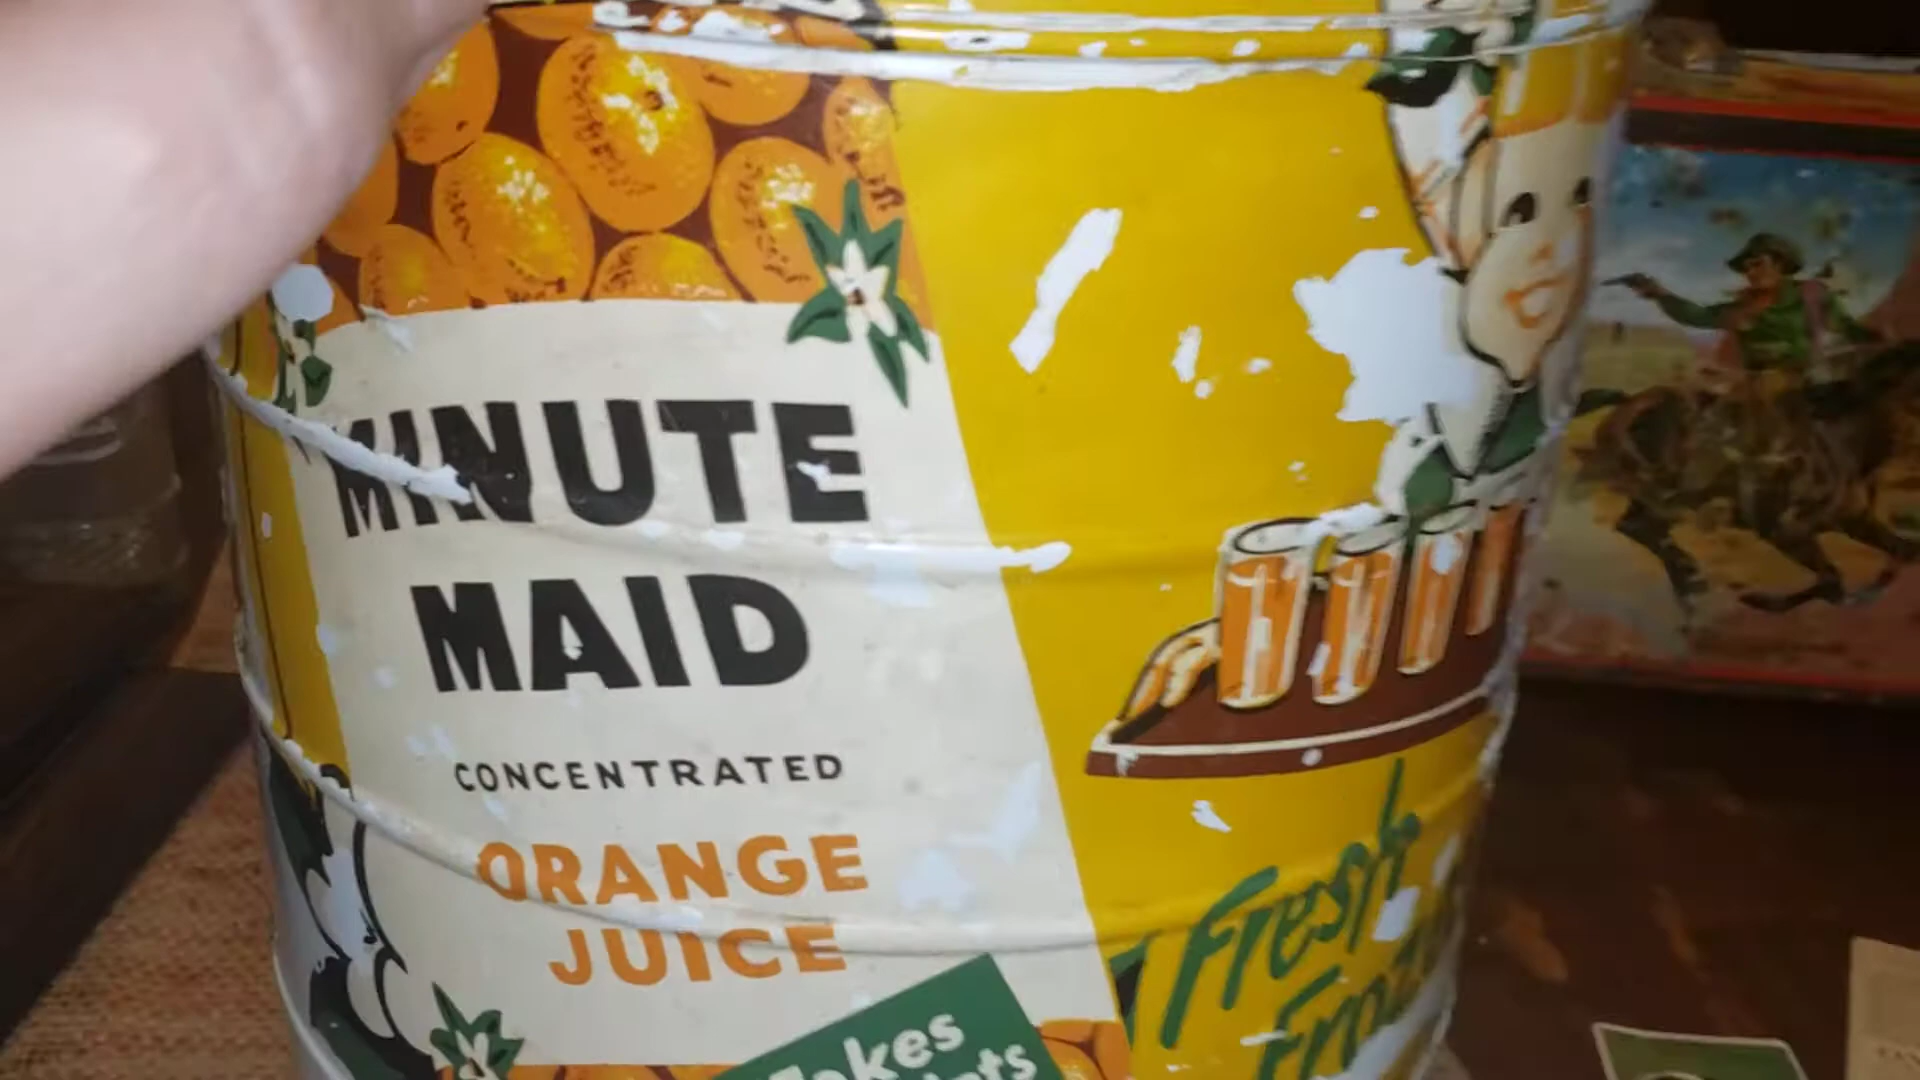 MINUTE
MAID
CONCENTRATED
ORANGE
JUICE
Fresh